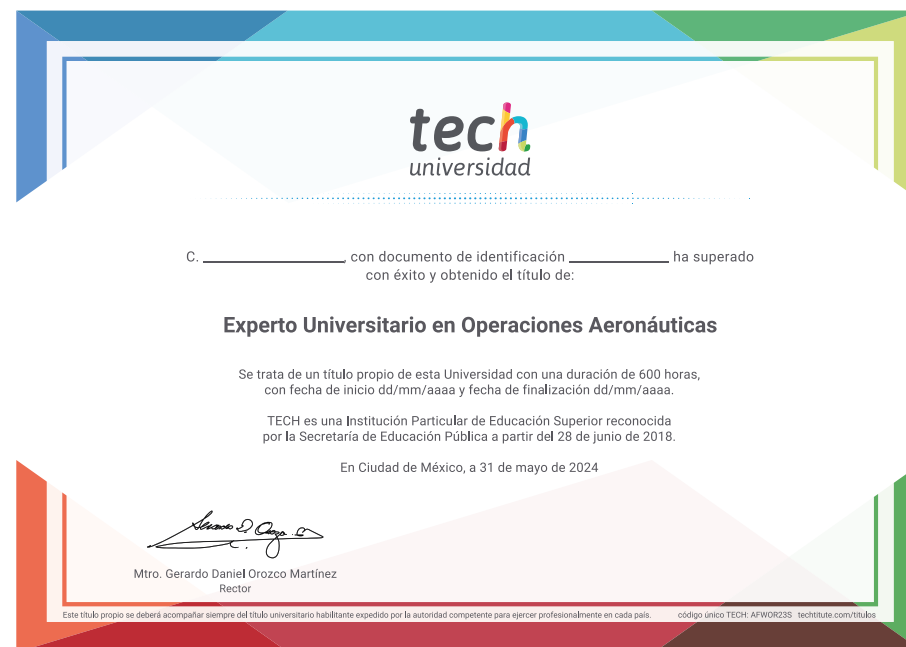 tech
universidad
C. ____________, con documento de identificación ____________ ha superado
con éxito y obtenido el título de:
Experto Universitario en Operaciones Aeronáuticas
Se trata de un título propio de esta Universidad con una duración de 600 horas,
con fecha de inicio dd/mm/aaaa y fecha de finalización dd/mm/aaaa.
TECH es una Institución Particular de Educación Superior reconocida
por la Secretaría de Educación Pública a partir del 28 de junio de 2018.
En Ciudad de México, a 31 de mayo de 2024
Mtro. Gerardo Daniel Orozco Martínez
Rector
Este título propio se deberá acompañar siempre del título universitario habilitante expedido por la autoridad competente para ejercer profesionalmente en cada país. código único TECH: AFWOR23S techtitute.com/titulos